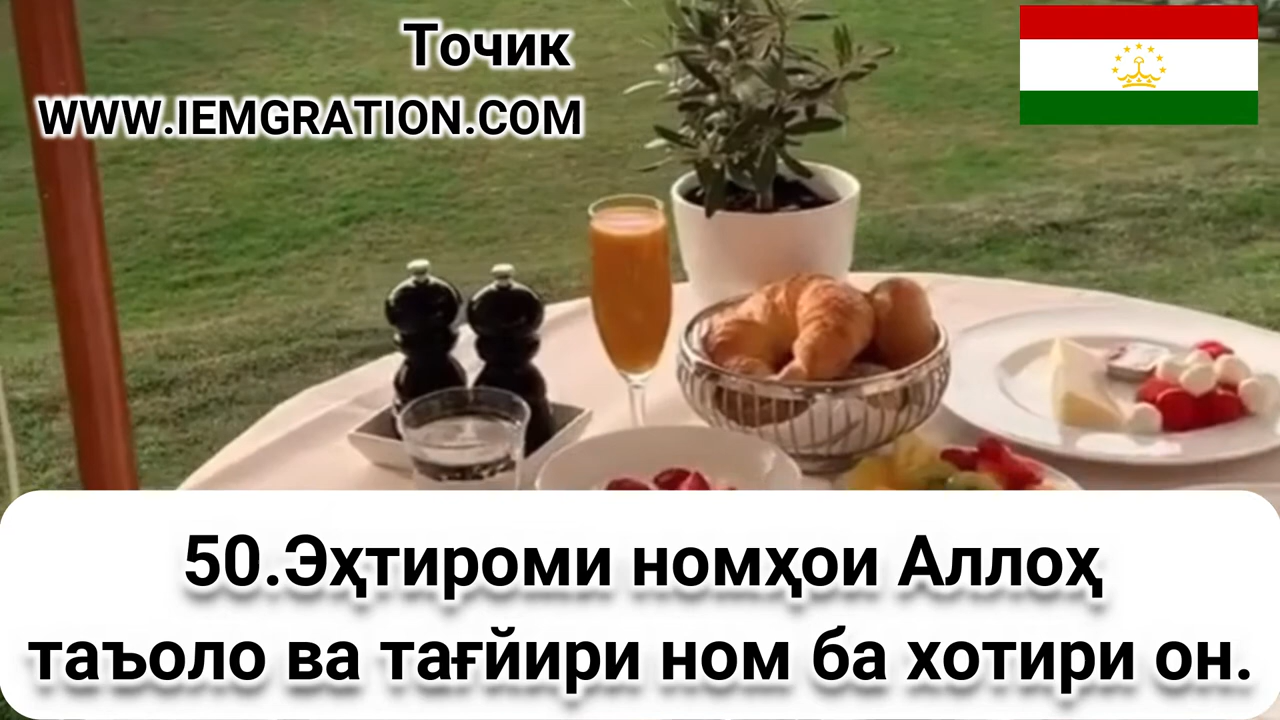 Точик
WWW.IEMGRATION.COM
50.Эҳтироми номҳои Аллоҳ
таъоло ва тағйири ном ба хотири он.